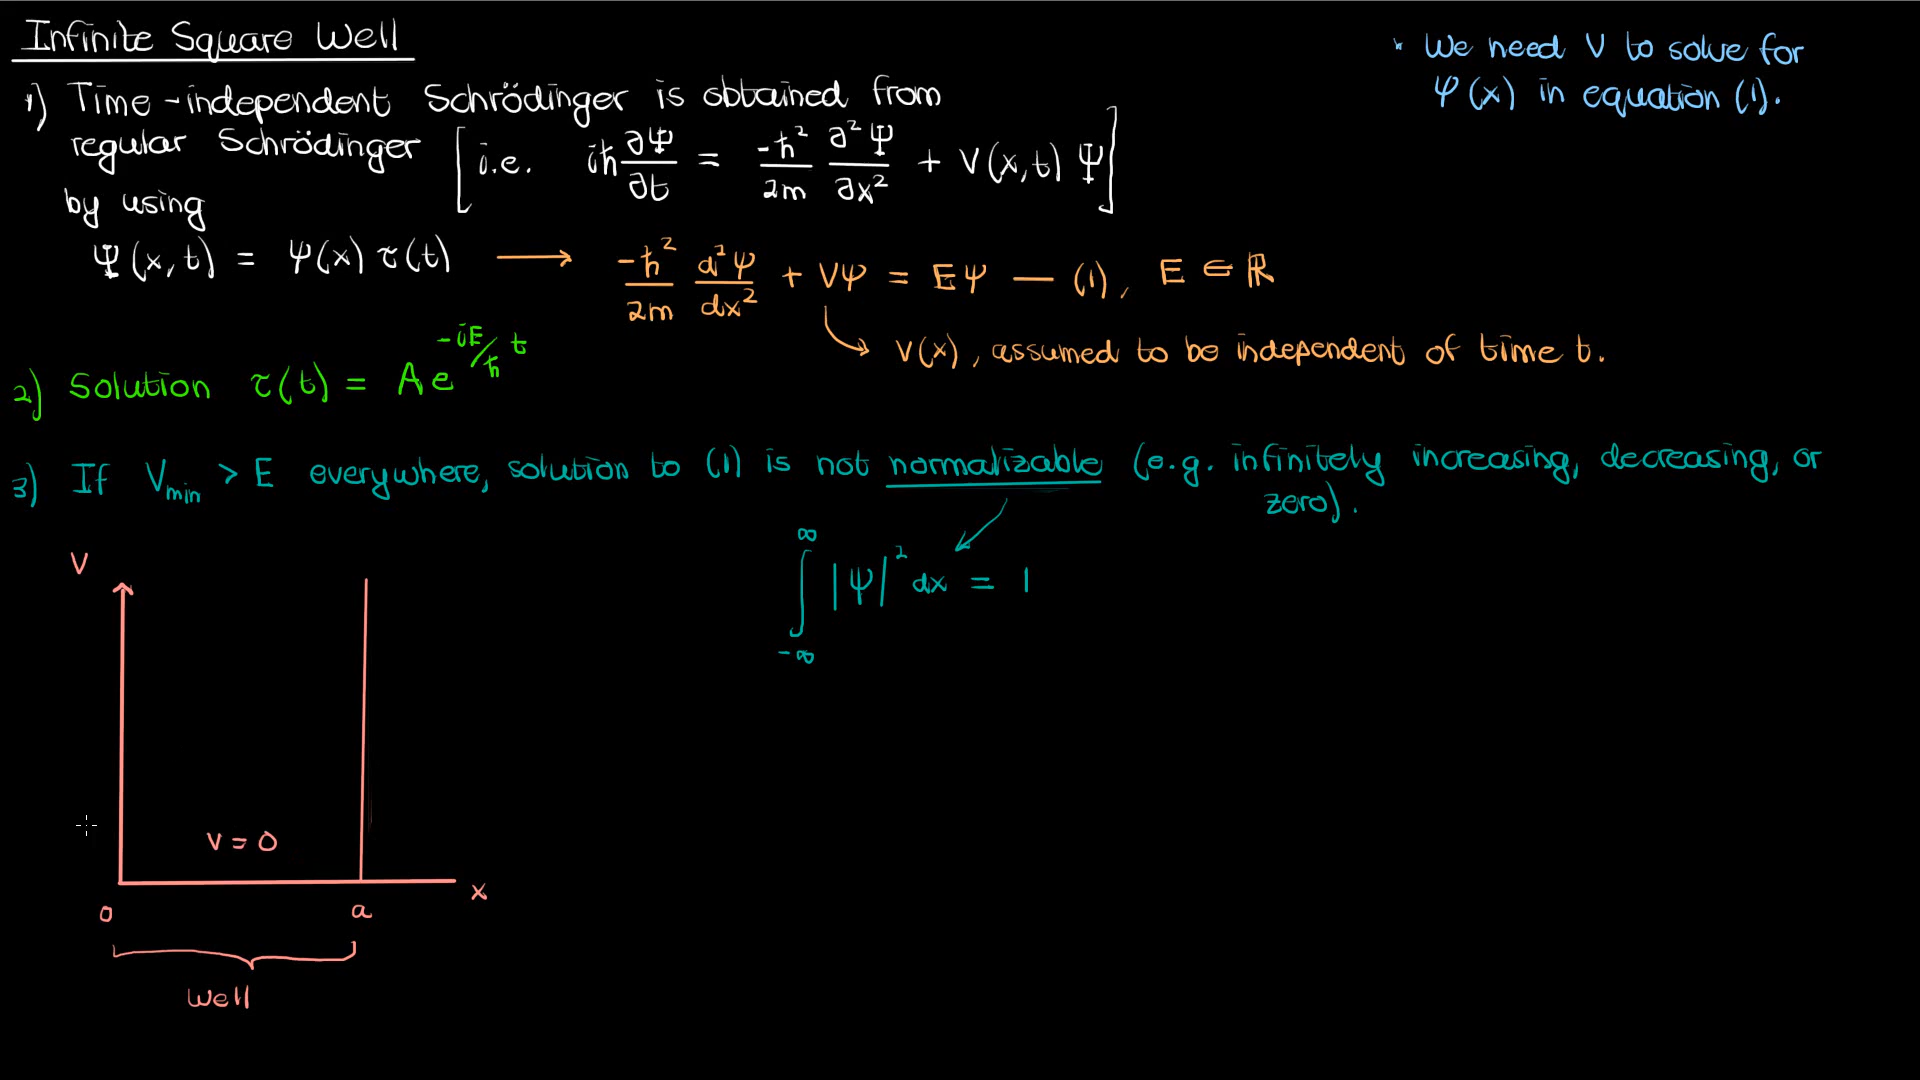 Infinite Square Well
• We need V to solve for
ψ(x) in equation (1).
1) Time-independent Schrödinger is obtained from
regular Schrödinger [i.e. iħ ∂Ψ/∂t = -ħ²/2m ∂²Ψ/∂x² + V(x,t) Ψ]
by using
Ψ(x,t) = ψ(x) τ(t) ⟶ -ħ²/2m d²ψ/dx² + Vψ = Eψ — (1), E ∈ ℝ
V(x), assumed to be independent of time t.
2) Solution τ(t) = A e^(-iE/ħ t)
3) If Vmin > E everywhere, solution to (1) is not normalizable (e.g. infinitely increasing, decreasing, or
zero).
∫_{-∞}^{∞} |Ψ|² dx = 1
V
V = 0
x
0 a
Well